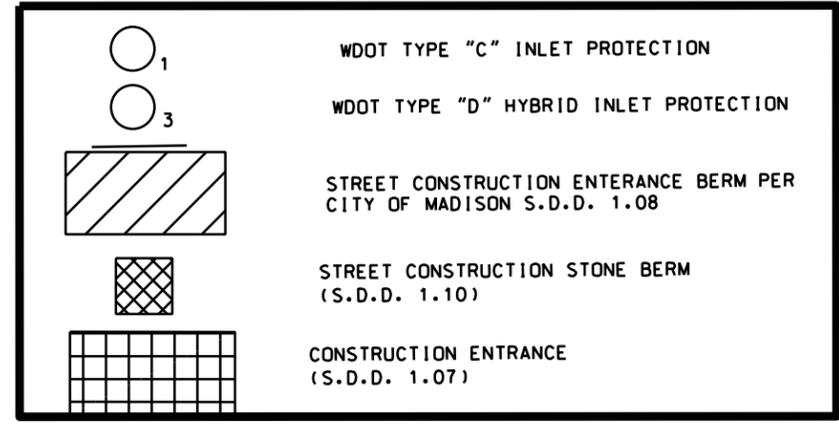 1 WDOT TYPE "C" INLET PROTECTION
3 WDOT TYPE "D" HYBRID INLET PROTECTION
STREET CONSTRUCTION ENTERANCE BERM PER
CITY OF MADISON S.D.D. 1.08
STREET CONSTRUCTION STONE BERM
(S.D.D. 1.10)
CONSTRUCTION ENTRANCE
(S.D.D. 1.07)